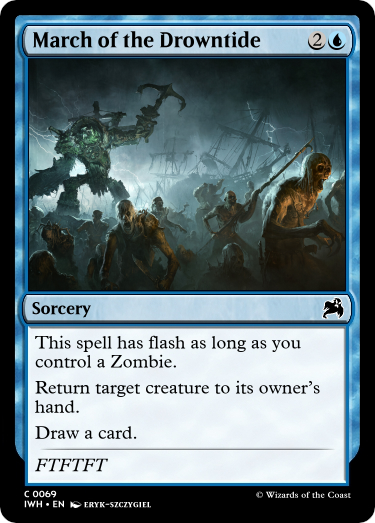 March of the Drowntide 2
Sorcery
This spell has flash as long as you
control a Zombie.
Return target creature to its owner's
hand.
Draw a card.
FTFTFT
C 0069
IWH • EN ERYK-SZCZYGIEL
© Wizards of the Coast